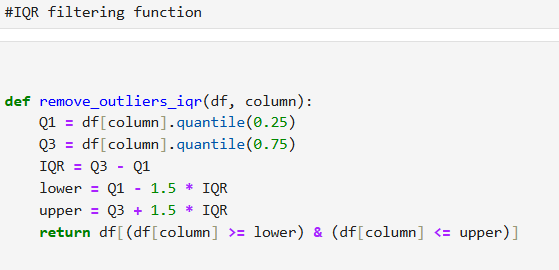 #IQR filtering function
def remove_outliers_iqr(df, column):
    Q1 = df[column].quantile(0.25)
    Q3 = df[column].quantile(0.75)
    IQR = Q3 - Q1
    lower = Q1 - 1.5 * IQR
    upper = Q3 + 1.5 * IQR
    return df[(df[column] >= lower) & (df[column] <= upper)]